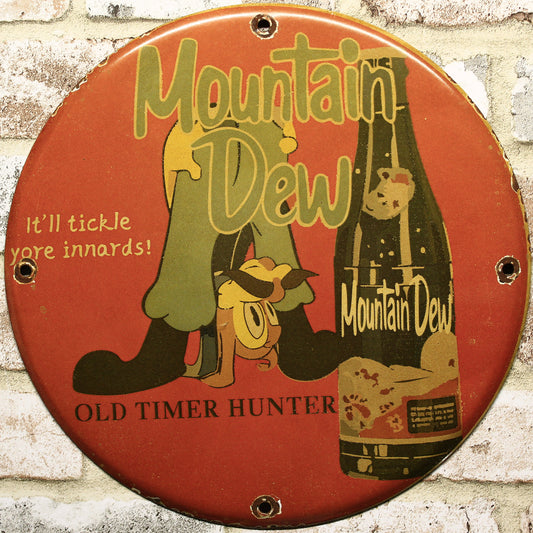 Mountain
Dew
It'll tickle
yore innards!
Mountain Dew
OLD TIMER HUNTER